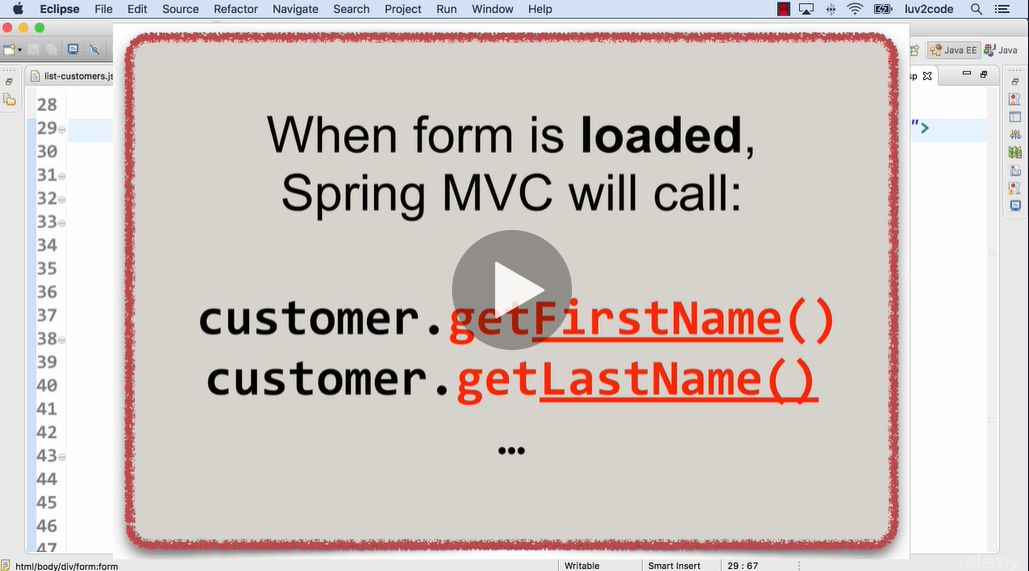 Eclipse File Edit Source Refactor Navigate Search Project Run Window Help luv2code
Java EE Java
list-customers.js
sp
28
29
">
30
31
32
33
34
35
36
37
38
39
40
41
42
43
44
45
46
47
When form is loaded,
Spring MVC will call:
customer.getFirstName()
customer.getLastName()
...
html/body/div/form:form Writable Smart Insert 29 : 67
udemy